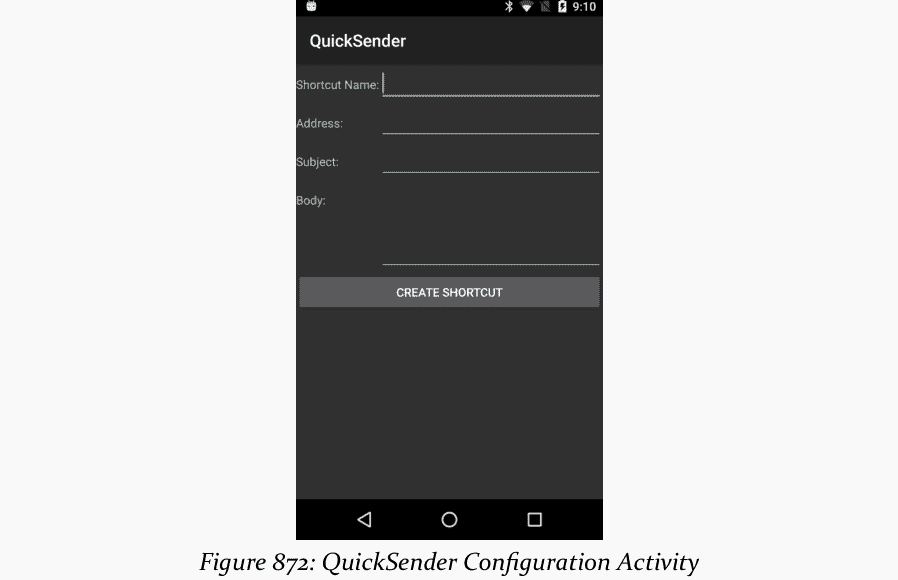 9:10
QuickSender
Shortcut Name:
Address:
Subject:
Body:
CREATE SHORTCUT
Figure 872: QuickSender Configuration Activity